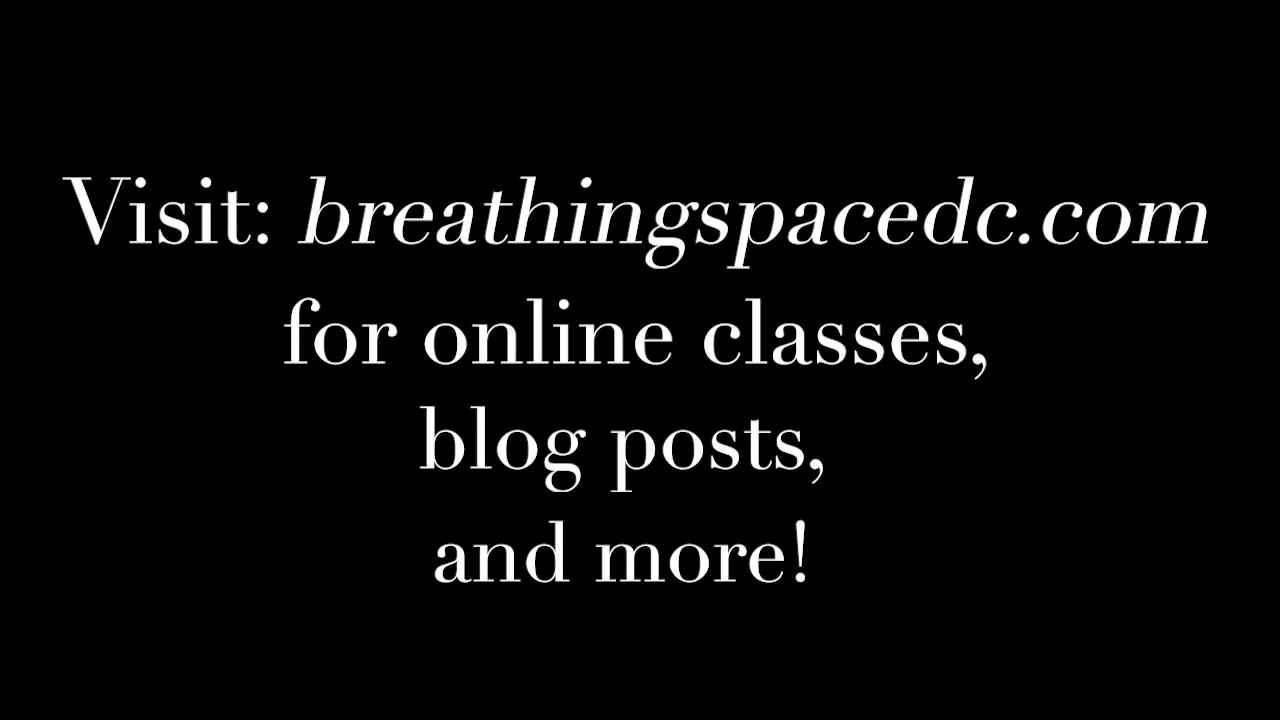 Visit: breathingspacedc.com
for online classes,
blog posts,
and more!